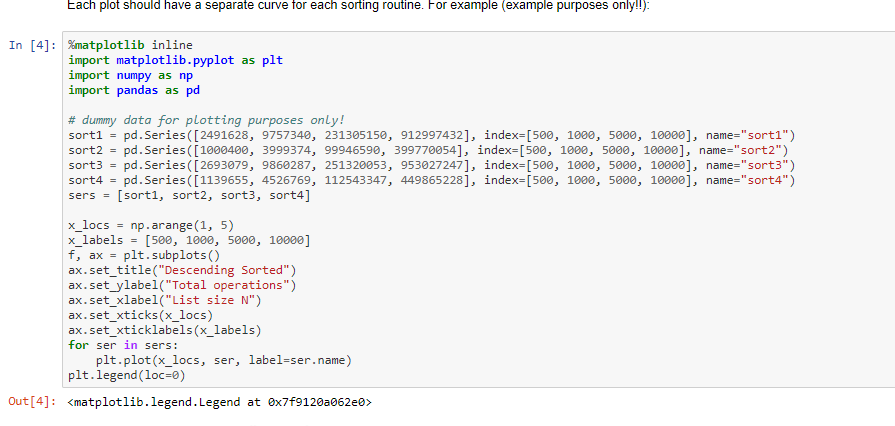 Each plot should have a separate curve for each sorting routine. For example (example purposes only!!):
In [4]: %matplotlib inline
import matplotlib.pyplot as plt
import numpy as np
import pandas as pd
# dummy data for plotting purposes only!
sort1 = pd.Series([2491628, 9757340, 231305150, 912997432], index=[500, 1000, 5000, 10000], name="sort1")
sort2 = pd.Series([1000400, 3999374, 99946590, 399770054], index=[500, 1000, 5000, 10000], name="sort2")
sort3 = pd.Series([2693079, 9860287, 251320053, 953027247], index=[500, 1000, 5000, 10000], name="sort3")
sort4 = pd.Series([1139655, 4526769, 112543347, 449865228], index=[500, 1000, 5000, 10000], name="sort4")
sers = [sort1, sort2, sort3, sort4]
x_locs = np.arange(1, 5)
x_labels = [500, 1000, 5000, 10000]
f, ax = plt.subplots()
ax.set_title("Descending Sorted")
ax.set_ylabel("Total operations")
ax.set_xlabel("List size N")
ax.set_xticks(x_locs)
ax.set_xticklabels(x_labels)
for ser in sers:
    plt.plot(x_locs, ser, label=ser.name)
plt.legend(loc=0)
Out[4]: <matplotlib.legend.Legend at 0x7f9120a062e0>